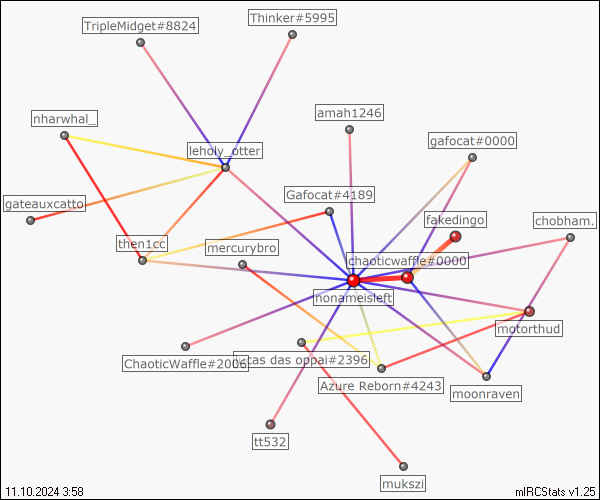 TripleMidget#8824
Thinker#5995
nharwhal_
amah1246
gafocat#0000
leholy_otter
gateauxcatto
Gafocat#4189
fakedingo
chobham.
then1cc
mercurybro
chaoticwaffle#0000
nonameisleft
motorthud
ChaoticWaffle#2006
cas das oppai#2396
Azure Reborn#4243
moonraven
tt532
mukszi
11.10.2024 3:58
mIRCStats v1.25